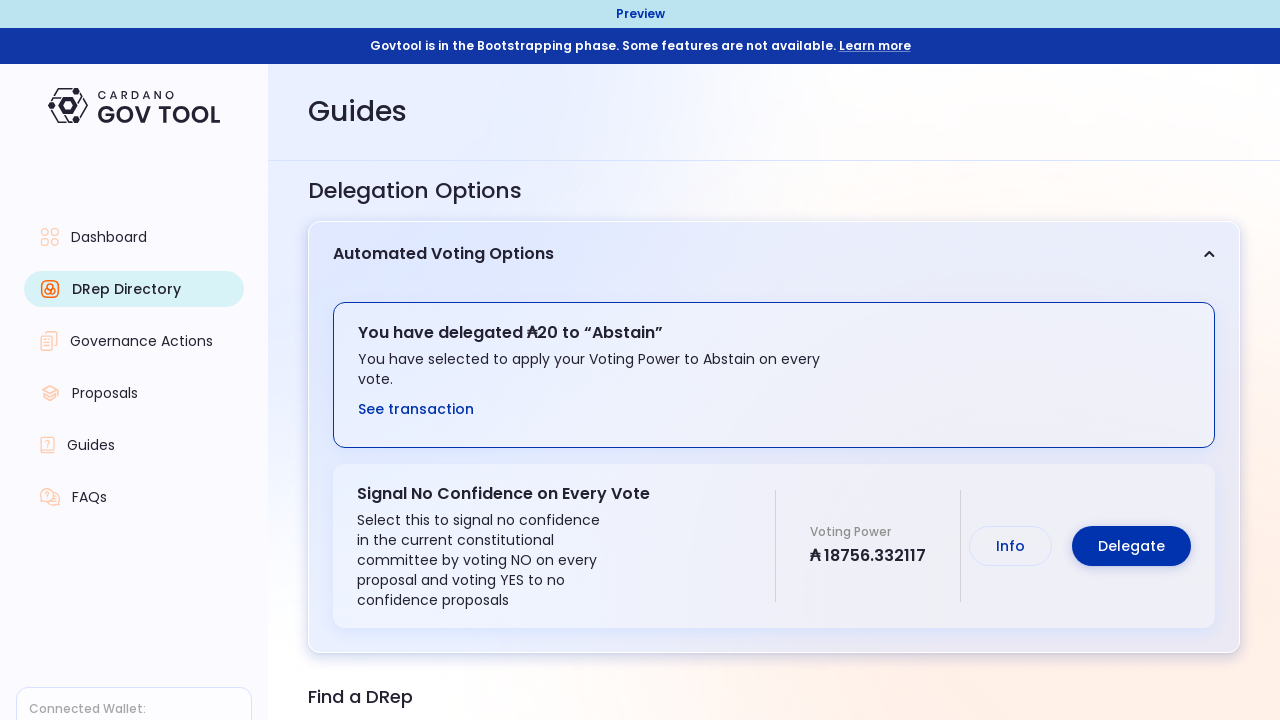 Preview
Govtool is in the Bootstrapping phase. Some features are not available. Learn more
CARDANO
GOV TOOL
Dashboard
DRep Directory
Governance Actions
Proposals
Guides
FAQs
Connected Wallet:
Guides
Delegation Options
Automated Voting Options
You have delegated ₳20 to “Abstain”
You have selected to apply your Voting Power to Abstain on every
vote.
See transaction
Signal No Confidence on Every Vote
Select this to signal no confidence
in the current constitutional
committee by voting NO on every
proposal and voting YES to no
confidence proposals
Voting Power
₳ 18756.332117
Info
Delegate
Find a DRep